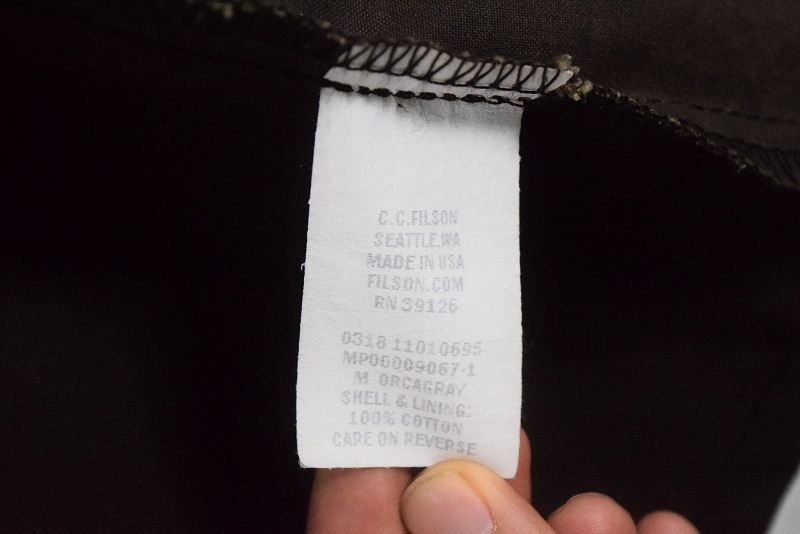 C.C.FILSON
SEATTLE,WA
MADE IN USA
FILSON.COM
RN 39126
0318 11010695
MP00009067-1
M ORCAGRAY
SHELL & LINING:
100% COTTON
CARE ON REVERSE